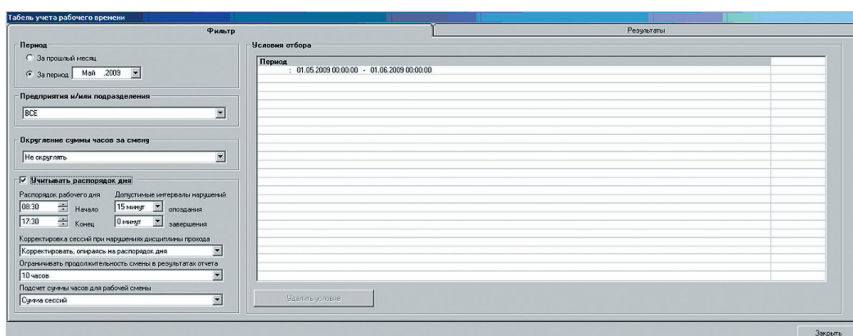 Табель учета рабочего времени
Фильтр
Результаты
Период
За прошлый месяц
За период Май .2009
Предприятия и/или подразделения
ВСЕ
Округление суммы часов за смену
Не округлять
Учитывать распорядок дня
Распорядок рабочего дня Допустимые интервалы нарушений
08:30 Начало 15 минут опоздания
17:30 Конец 0 минут завершения
Корректировка сессий при нарушениях дисциплины прохода
Корректировать, опираясь на распорядок дня
Ограничивать продолжительность смены в результатах отчета
10 часов
Подсчет суммы часов для рабочей смены
Сумма сессий
Условия отбора
Период
: 01.05.2009 00:00:00 - 01.06.2009 00:00:00
Удалить условие
Закрыть